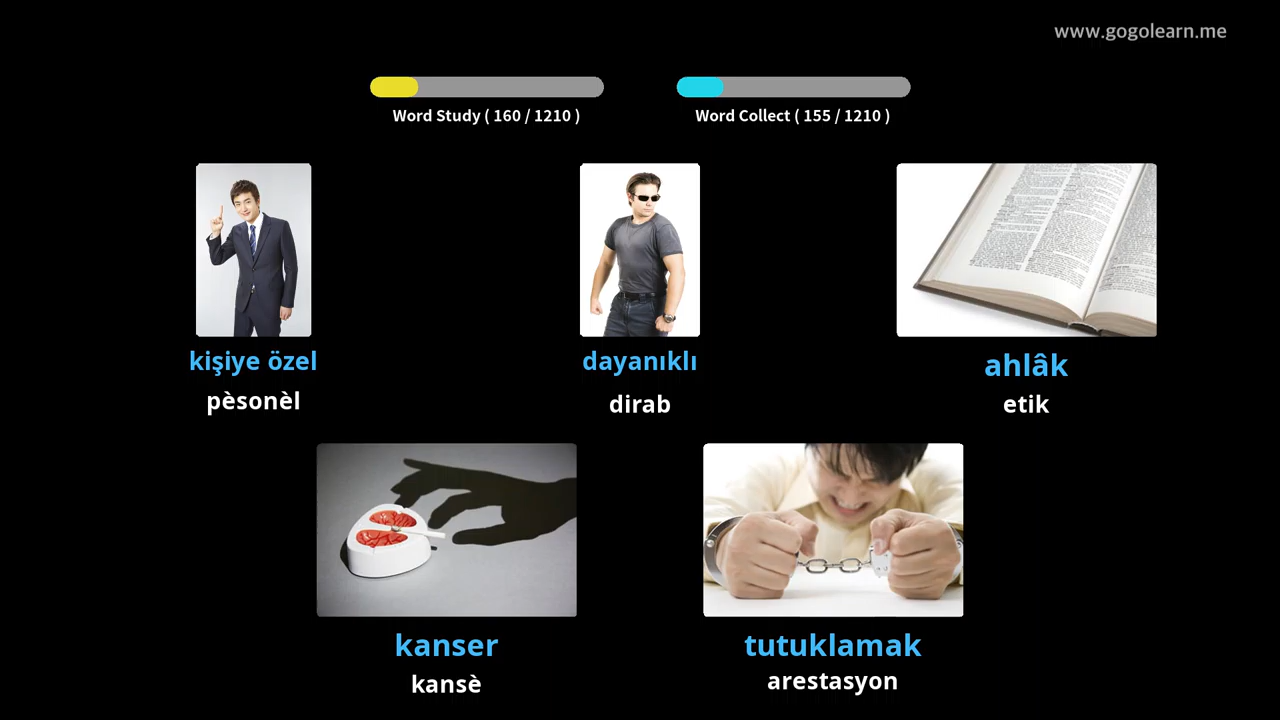 www.gogolearn.me
Word Study ( 160 / 1210 )
Word Collect ( 155 / 1210 )
kişiye özel
pèsonèl
dayanıklı
dirab
ahlâk
etik
kanser
kansè
tutuklamak
arestasyon